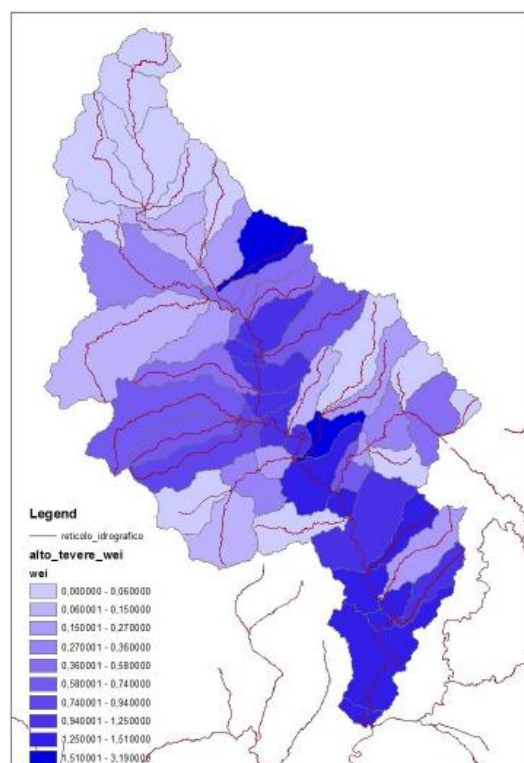 Legend
reticolo_idrografico
alto_tevere_wei
wei
0,000000 - 0,060000
0,060001 - 0,150000
0,150001 - 0,270000
0,270001 - 0,360000
0,360001 - 0,580000
0,580001 - 0,740000
0,740001 - 0,940000
0,940001 - 1,250000
1,250001 - 1,510000
1,510001 - 3,190000